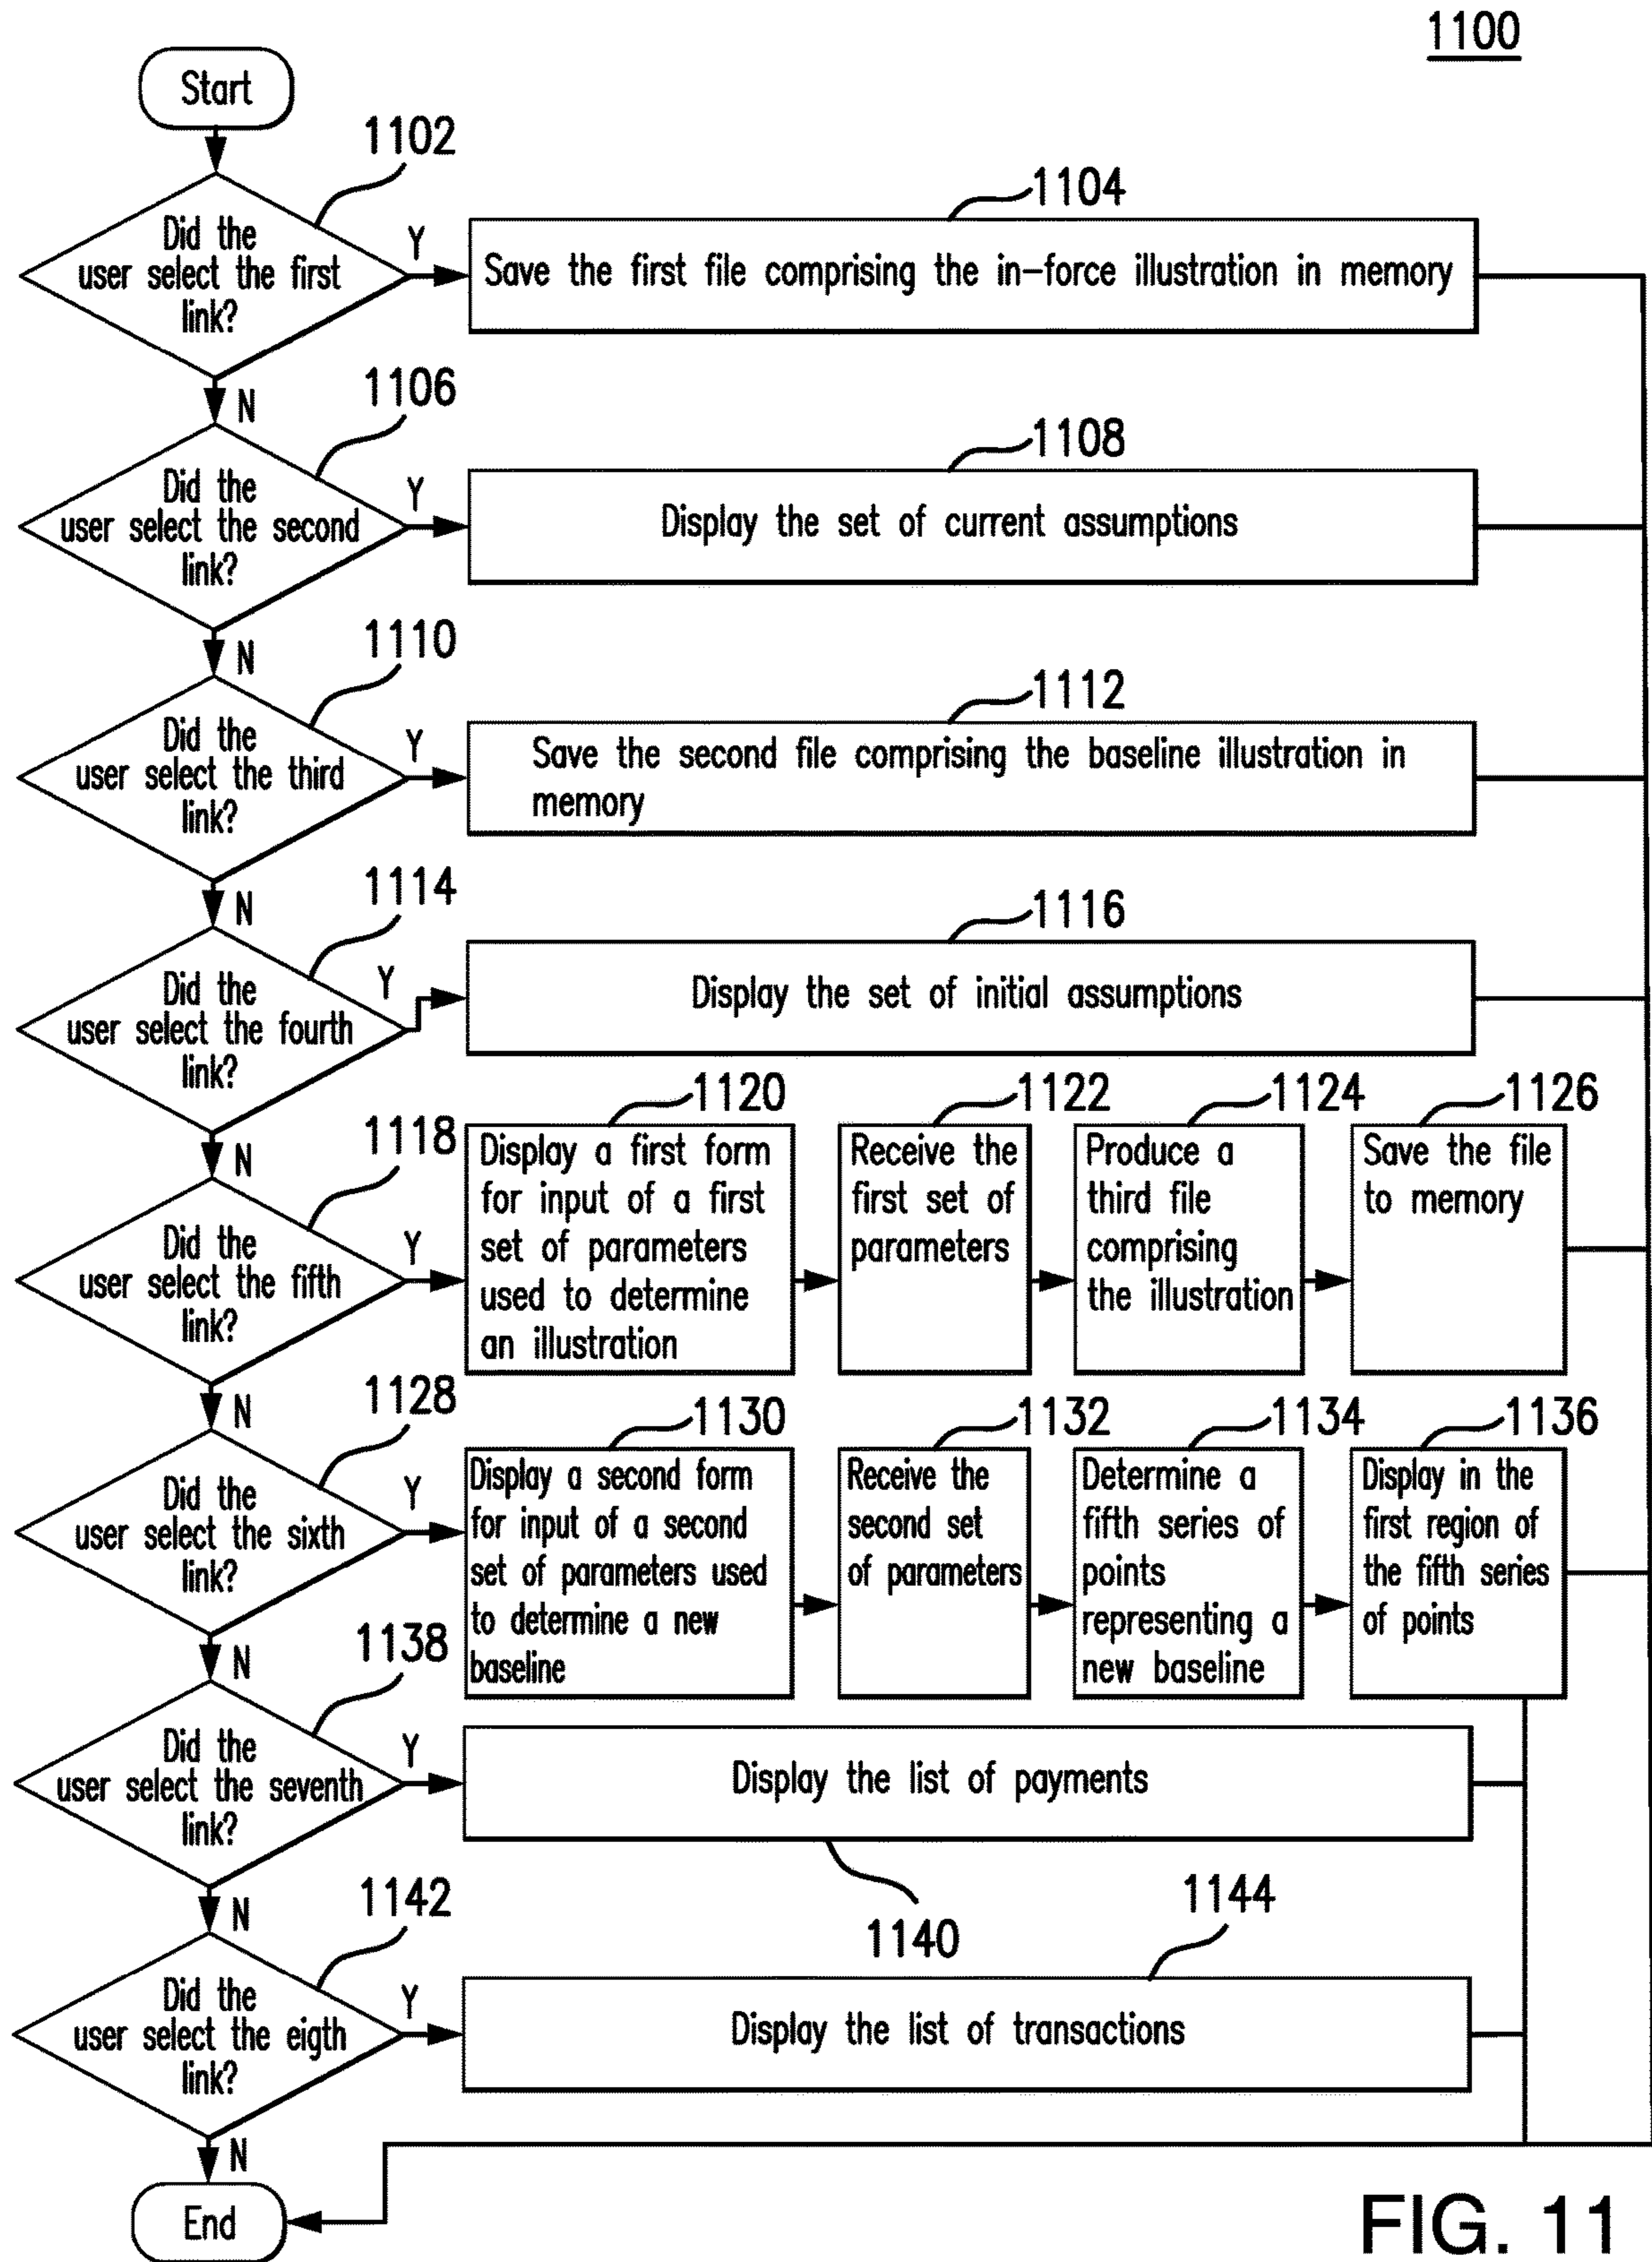 1100
Start
1102
Did the
user select the first
link?
Y
1104
Save the first file comprising the in-force illustration in memory
N
1106
Did the
user select the second
link?
Y
1108
Display the set of current assumptions
N
1110
Did the
user select the third
link?
Y
1112
Save the second file comprising the baseline illustration in
memory
N
1114
Did the
user select the fourth
link?
Y
1116
Display the set of initial assumptions
N
1118
Did the
user select the fifth
link?
Y
1120
Display a first form
for input of a first
set of parameters
used to determine
an illustration
1122
Receive the
first set of
parameters
1124
Produce a
third file
comprising
the illustration
1126
Save the file
to memory
N
1128
Did the
user select the sixth
link?
Y
1130
Display a second form
for input of a second
set of parameters used
to determine a new
baseline
1132
Receive the
second set
of parameters
1134
Determine a
fifth series of
points
representing a
new baseline
1136
Display in the
first region of
the fifth series
of points
N
1138
Did the
user select the seventh
link?
Y
Display the list of payments
1140
N
1142
Did the
user select the eigth
link?
Y
1144
Display the list of transactions
N
End
FIG. 11